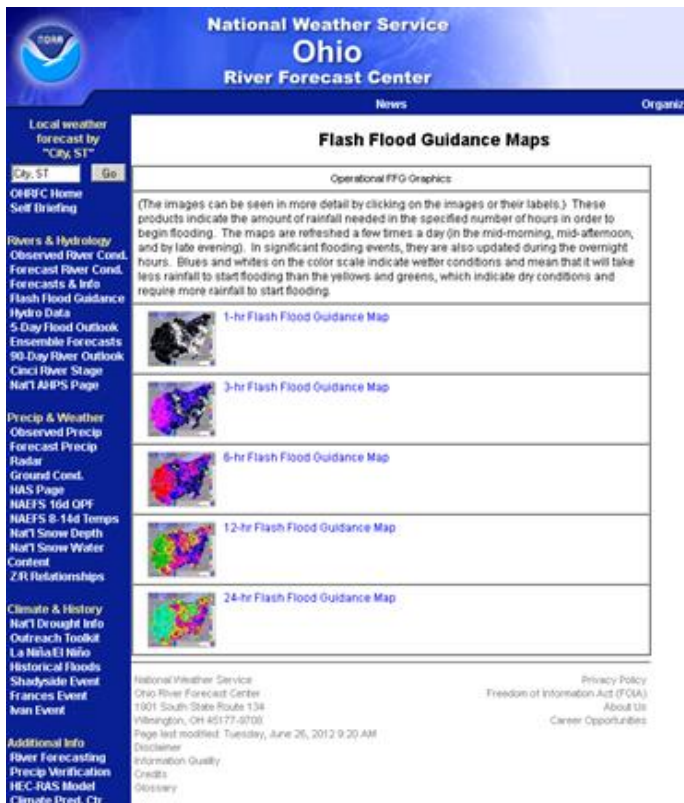 NOAA
National Weather Service
Ohio
River Forecast Center
News
Organiz
Local weather
forecast by
"City, ST"
City, ST
Go
OHRFC Home
Self Briefing
Rivers & Hydrology
Observed River Cond.
Forecast River Cond.
Forecasts & Info
Flash Flood Guidance
Hydro Data
5-Day Flood Outlook
Ensemble Forecasts
90-Day River Outlook
Cinci River Stage
Nat'l AHPS Page
Precip & Weather
Observed Precip
Forecast Precip
Radar
Ground Cond.
HAS Page
NAEFS 16d QPF
NAEFS 8-14d Temps
Nat'l Snow Depth
Nat'l Snow Water
Content
Z/R Relationships
Climate & History
Nat'l Drought Info
Outreach Toolkit
La Niña/El Niño
Historical Floods
Shadyside Event
Frances Event
Ivan Event
Additional Info
River Forecasting
Precip Verification
HEC-RAS Model
Climate Pred. Ctr
Flash Flood Guidance Maps
Operational FFG Graphics
(The images can be seen in more detail by clicking on the images or their labels.) These
products indicate the amount of rainfall needed in the specified number of hours in order to
begin flooding. The maps are refreshed a few times a day (in the mid-morning, mid-afternoon,
and by late evening). In significant flooding events, they are also updated during the overnight
hours. Blues and whites on the color scale indicate wetter conditions and mean that it will take
less rainfall to start flooding than the yellows and greens, which indicate dry conditions and
require more rainfall to start flooding.
1-hr Flash Flood Guidance Map
3-hr Flash Flood Guidance Map
6-hr Flash Flood Guidance Map
12-hr Flash Flood Guidance Map
24-hr Flash Flood Guidance Map
National Weather Service
Ohio River Forecast Center
1901 South State Route 134
Wilmington, OH 45177-9708
Page last modified: Tuesday, June 26, 2012 9:20 AM
Disclaimer
Information Quality
Credits
Glossary
Privacy Policy
Freedom of Information Act (FOIA)
About Us
Career Opportunities